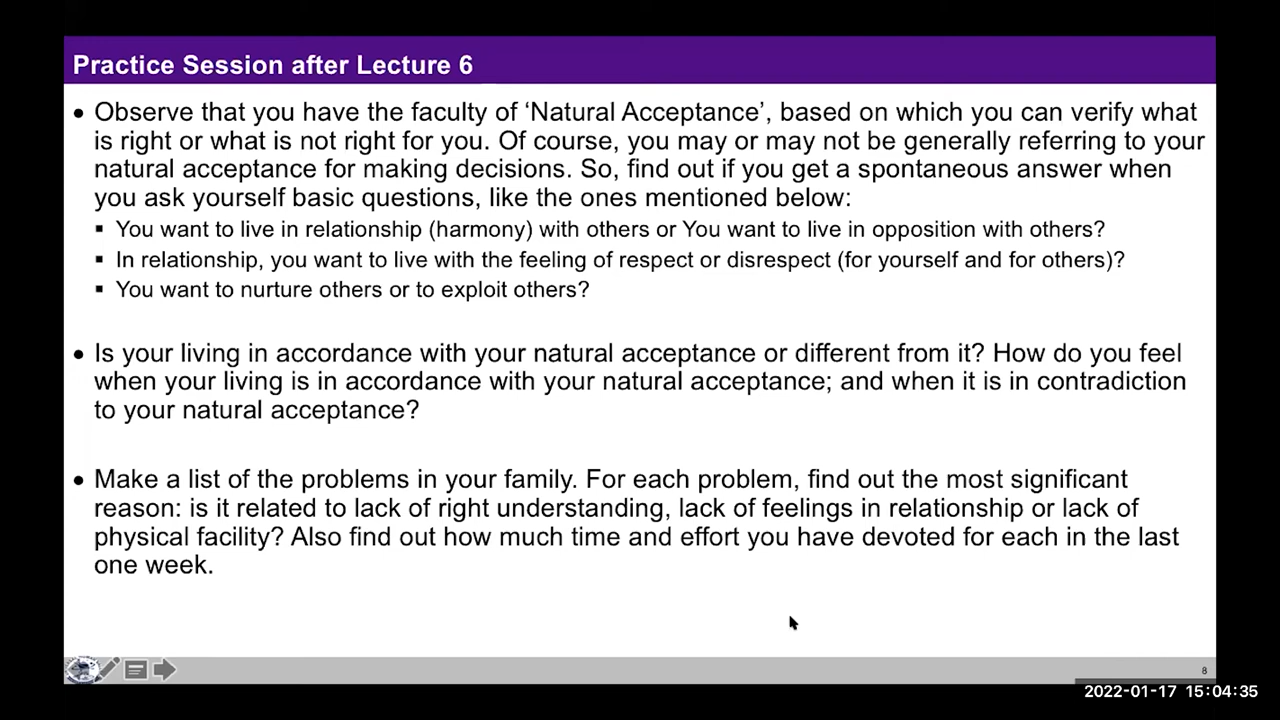 Practice Session after Lecture 6
• Observe that you have the faculty of ‘Natural Acceptance’, based on which you can verify what
is right or what is not right for you. Of course, you may or may not be generally referring to your
natural acceptance for making decisions. So, find out if you get a spontaneous answer when
you ask yourself basic questions, like the ones mentioned below:
▪ You want to live in relationship (harmony) with others or You want to live in opposition with others?
▪ In relationship, you want to live with the feeling of respect or disrespect (for yourself and for others)?
▪ You want to nurture others or to exploit others?
• Is your living in accordance with your natural acceptance or different from it? How do you feel
when your living is in accordance with your natural acceptance; and when it is in contradiction
to your natural acceptance?
• Make a list of the problems in your family. For each problem, find out the most significant
reason: is it related to lack of right understanding, lack of feelings in relationship or lack of
physical facility? Also find out how much time and effort you have devoted for each in the last
one week.
8
2022-01-17 15:04:35